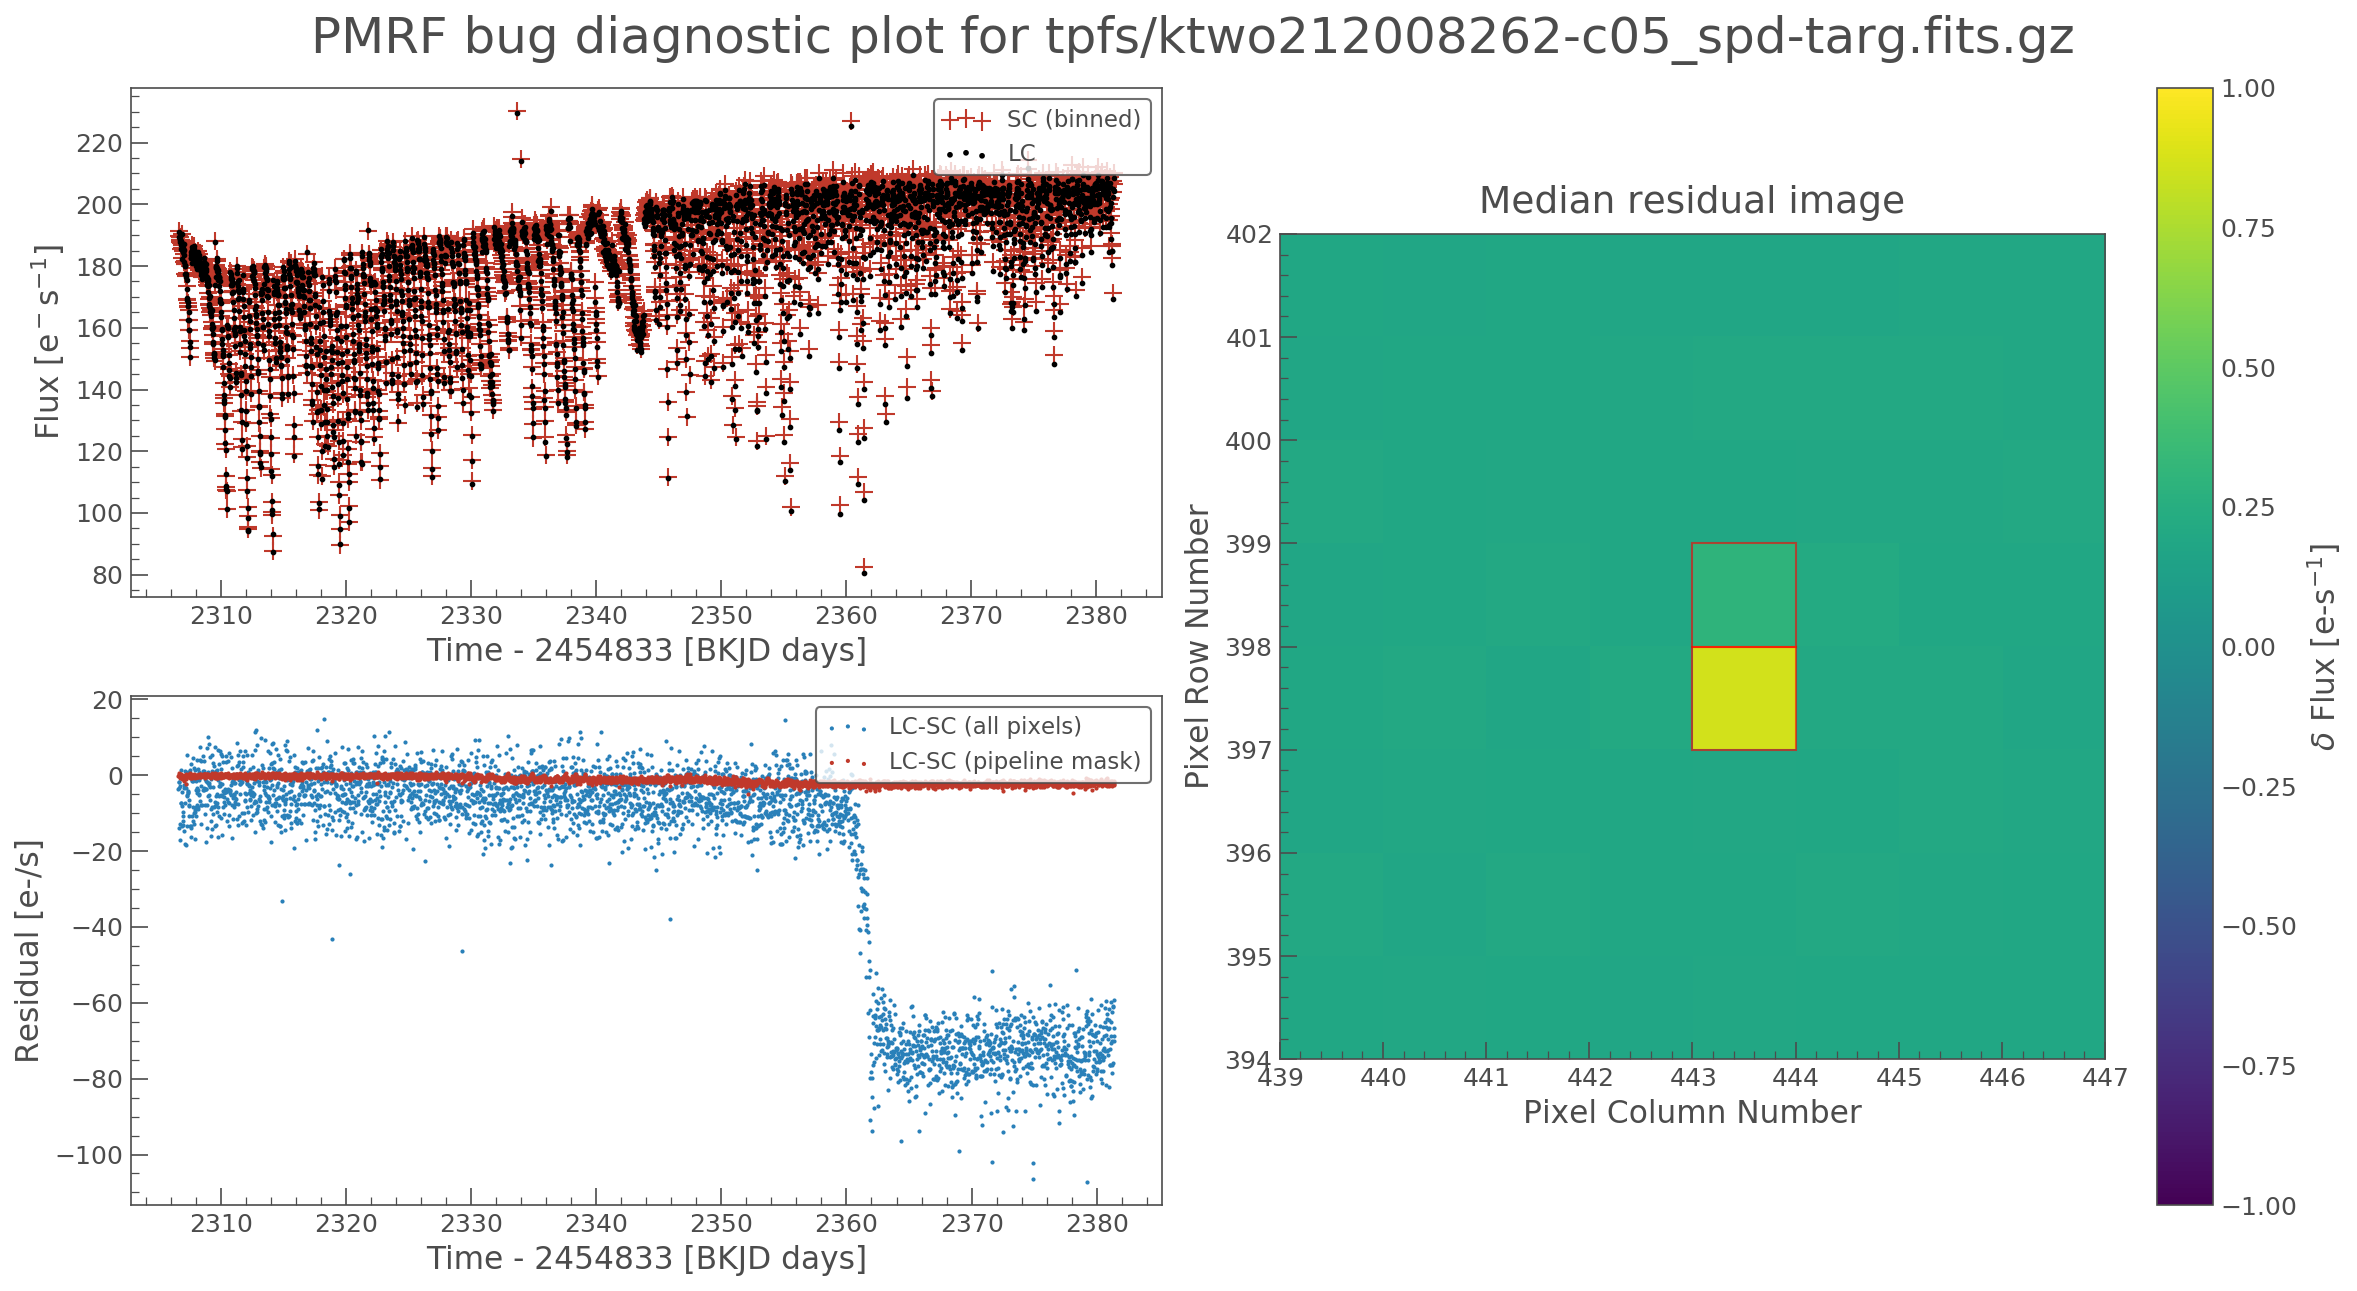 PMRF bug diagnostic plot for tpfs/ktwo212008262-c05_spd-targ.fits.gz
SC (binned)
LC
220
200
180
160
140
120
100
80
Flux [e⁻ s⁻¹]
2310 2320 2330 2340 2350 2360 2370 2380
Time - 2454833 [BKJD days]
LC-SC (all pixels)
LC-SC (pipeline mask)
20
0
−20
−40
−60
−80
−100
Residual [e-/s]
2310 2320 2330 2340 2350 2360 2370 2380
Time - 2454833 [BKJD days]
Median residual image
402
401
400
399
398
397
396
395
394
Pixel Row Number
439 440 441 442 443 444 445 446 447
Pixel Column Number
1.00
0.75
0.50
0.25
0.00
−0.25
−0.50
−0.75
−1.00
δ Flux [e-s⁻¹]